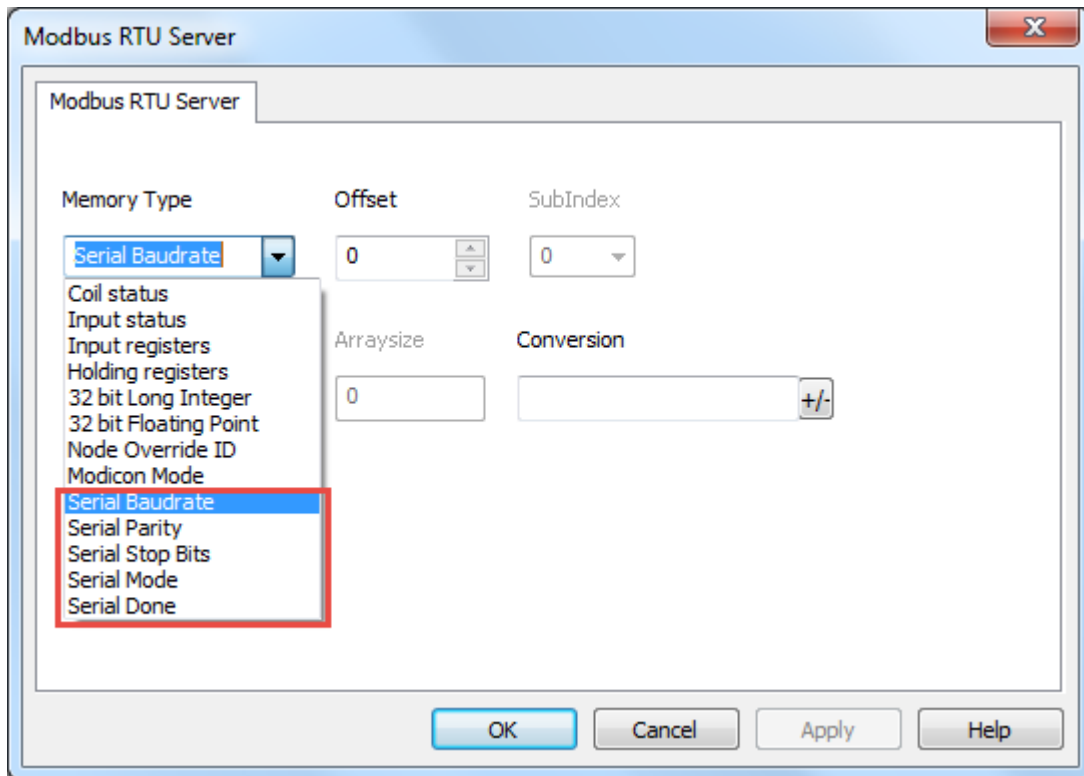 Modbus RTU Server
Modbus RTU Server
Memory Type Offset SubIndex
Serial Baudrate 0 0
Coil status
Input status
Input registers
Arraysize Conversion
Holding registers
32 bit Long Integer
0 +/-
32 bit Floating Point
Node Override ID
Modicon Mode
Serial Baudrate
Serial Parity
Serial Stop Bits
Serial Mode
Serial Done
OK Cancel Apply Help